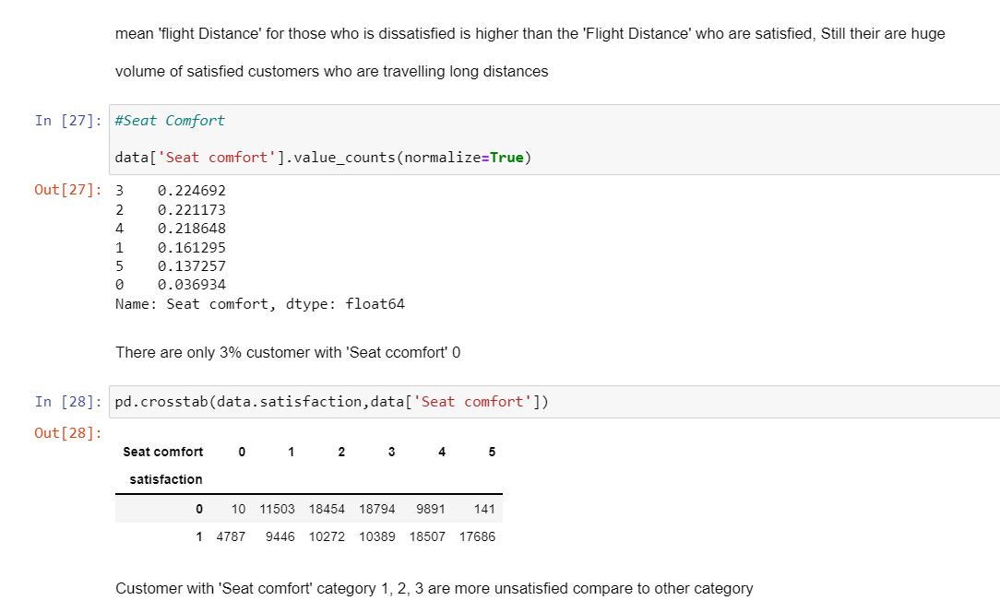 mean 'flight Distance' for those who is dissatisfied is higher than the 'Flight Distance' who are satisfied, Still their are huge
volume of satisfied customers who are travelling long distances
In [27]: #Seat Comfort
data['Seat comfort'].value_counts(normalize=True)
Out[27]: 3 0.224692
2 0.221173
4 0.218648
1 0.161295
5 0.137257
0 0.036934
Name: Seat comfort, dtype: float64
There are only 3% customer with 'Seat ccomfort' 0
In [28]: pd.crosstab(data.satisfaction,data['Seat comfort'])
Out[28]:
Seat comfort 0 1 2 3 4 5
satisfaction
0 10 11503 18454 18794 9891 141
1 4787 9446 10272 10389 18507 17686
Customer with 'Seat comfort' category 1, 2, 3 are more unsatisfied compare to other category